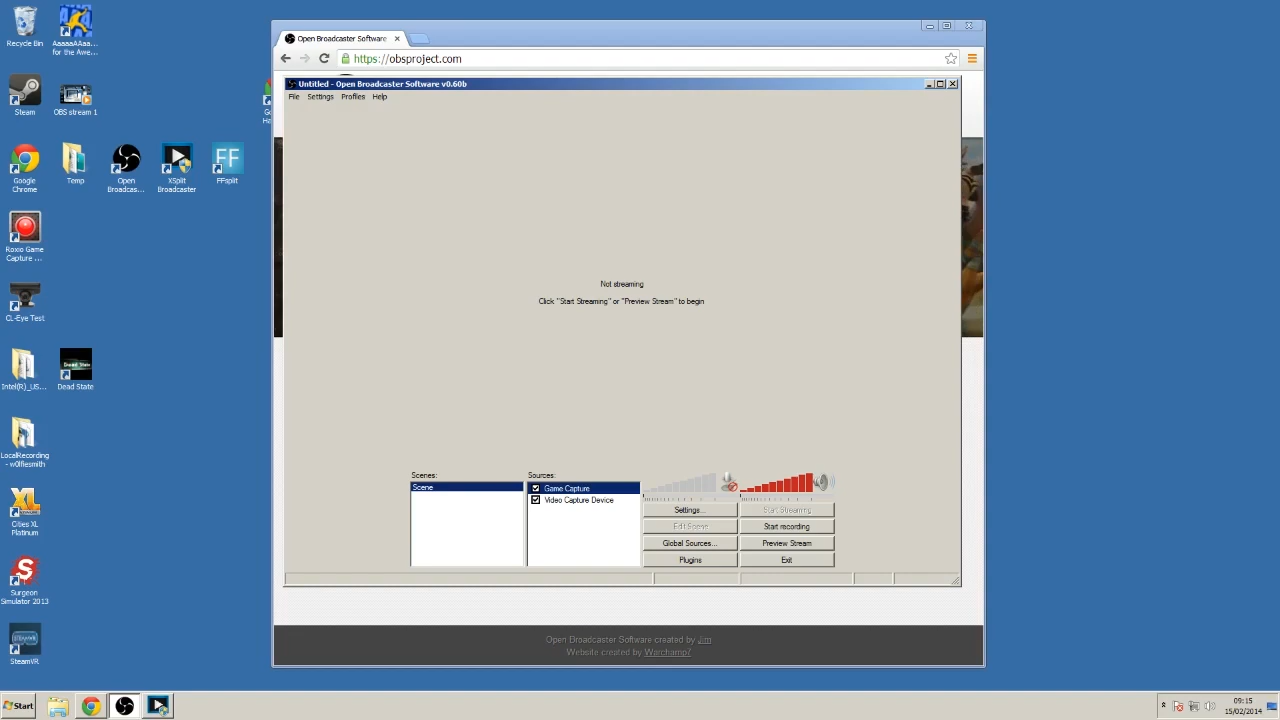 Recycle Bin
AaaaaAAaa...
for the Awe...
Steam
OBS stream 1
Google
Chrome
Temp
Open
Broadcas...
XSplit
Broadcaster
FFsplit
Roxio Game
Capture ...
CL-Eye Test
Intel(R)_US...
Dead State
LocalRecording
- w0lfiesmith
Cities XL
Platinum
Surgeon
Simulator 2013
SteamVR
Open Broadcaster Software
https://obsproject.com
Untitled - Open Broadcaster Software v0.60b
File Settings Profiles Help
Not streaming
Click "Start Streaming" or "Preview Stream" to begin
Scenes:
Scene
Sources:
Game Capture
Video Capture Device
Settings...
Start Streaming
Edit Scene
Start recording
Global Sources...
Preview Stream
Plugins
Exit
Open Broadcaster Software created by Jim
Website created by Warchamp7
Start
09:15
15/02/2014